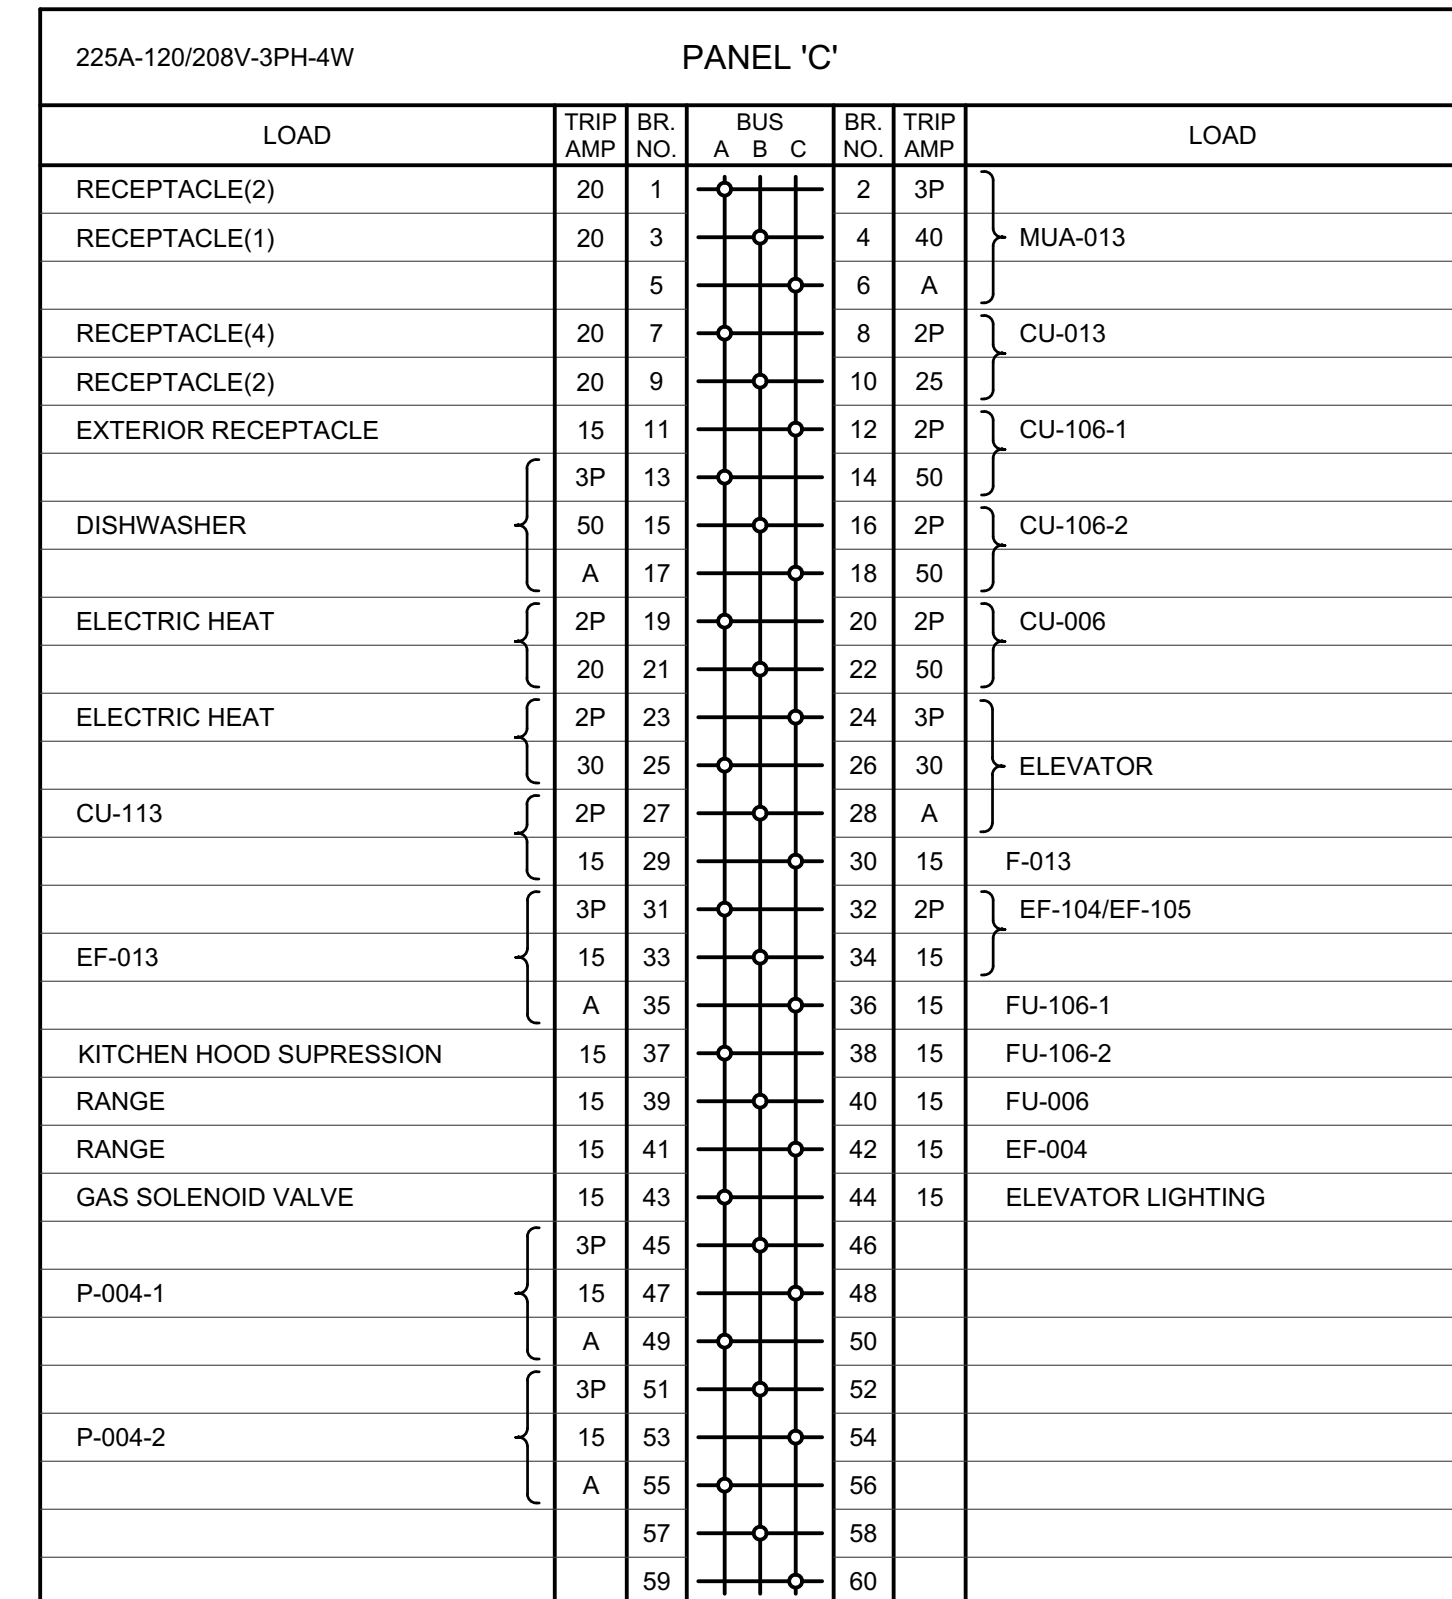 225A-120/208V-3PH-4W PANEL 'C'
LOAD TRIP AMP BR. NO. BUS A B C BR. NO. TRIP AMP LOAD
RECEPTACLE(2) 20 1 2 3P
RECEPTACLE(1) 20 3 4 40 MUA-013
5 6 A
RECEPTACLE(4) 20 7 8 2P CU-013
RECEPTACLE(2) 20 9 10 25
EXTERIOR RECEPTACLE 15 11 12 2P CU-106-1
3P 13 14 50
DISHWASHER 50 15 16 2P CU-106-2
A 17 18 50
ELECTRIC HEAT 2P 19 20 2P CU-006
20 21 22 50
ELECTRIC HEAT 2P 23 24 3P
30 25 26 30 ELEVATOR
CU-113 2P 27 28 A
15 29 30 15 F-013
3P 31 32 2P EF-104/EF-105
EF-013 15 33 34 15
A 35 36 15 FU-106-1
KITCHEN HOOD SUPRESSION 15 37 38 15 FU-106-2
RANGE 15 39 40 15 FU-006
RANGE 15 41 42 15 EF-004
GAS SOLENOID VALVE 15 43 44 15 ELEVATOR LIGHTING
3P 45 46
P-004-1 15 47 48
A 49 50
3P 51 52
P-004-2 15 53 54
A 55 56
57 58
59 60